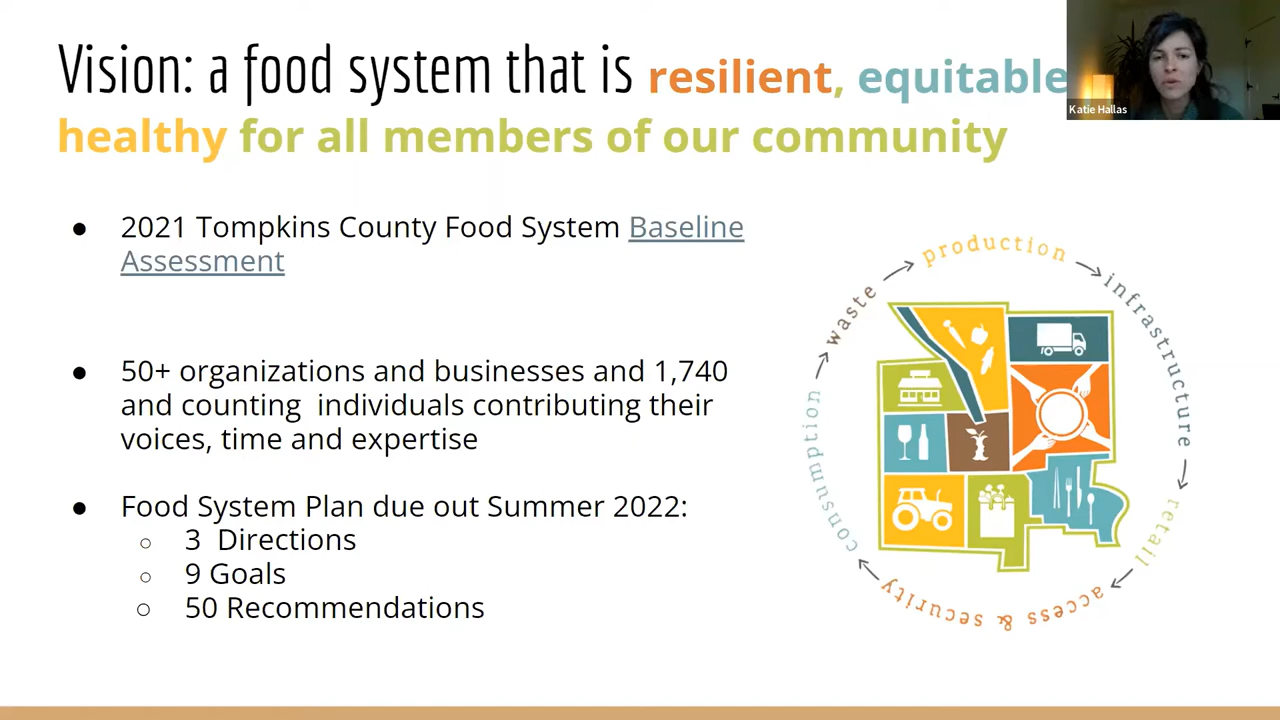 Vision: a food system that is resilient, equitable
healthy for all members of our community
Katie Hallas
● 2021 Tompkins County Food System Baseline
Assessment
● 50+ organizations and businesses and 1,740
and counting individuals contributing their
voices, time and expertise
● Food System Plan due out Summer 2022:
○ 3 Directions
○ 9 Goals
○ 50 Recommendations
production
infrastructure
retail
access & security
consumption
waste